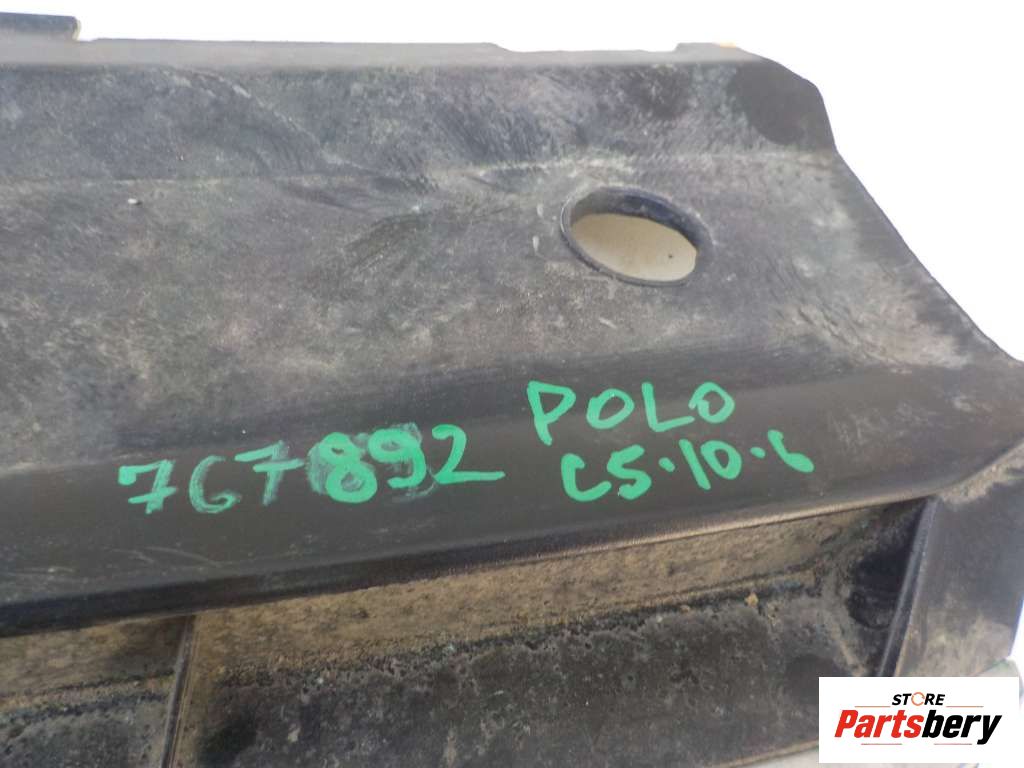 POLO
767892
C5·10·6
STORE
Partsbery